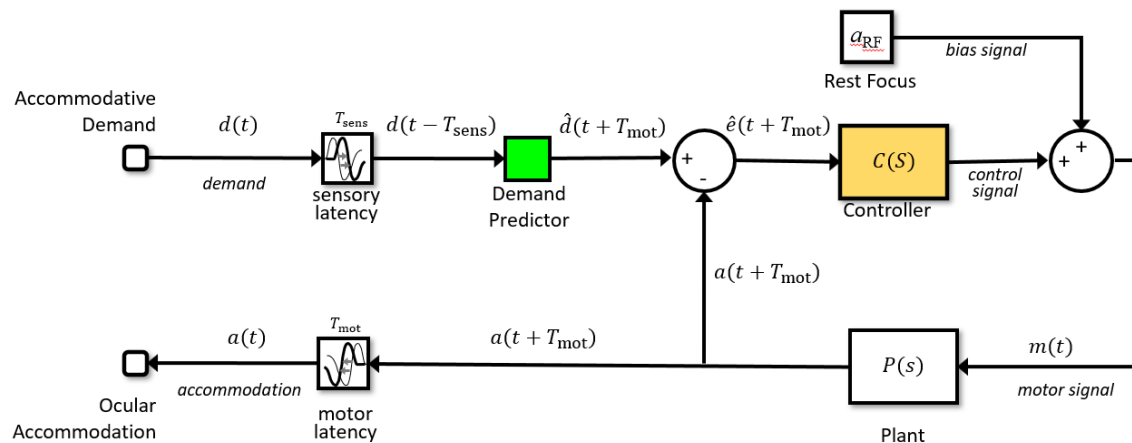 a_RF
bias signal
Rest Focus
Accommodative
Demand
d(t)
demand
T_sens
sensory
latency
d(t − T_sens)
Demand
Predictor
d̂(t + T_mot)
+
-
ê(t + T_mot)
C(S)
Controller
control
signal
+
+
a(t + T_mot)
a(t)
accommodation
Ocular
Accommodation
T_mot
motor
latency
a(t + T_mot)
P(s)
Plant
m(t)
motor signal